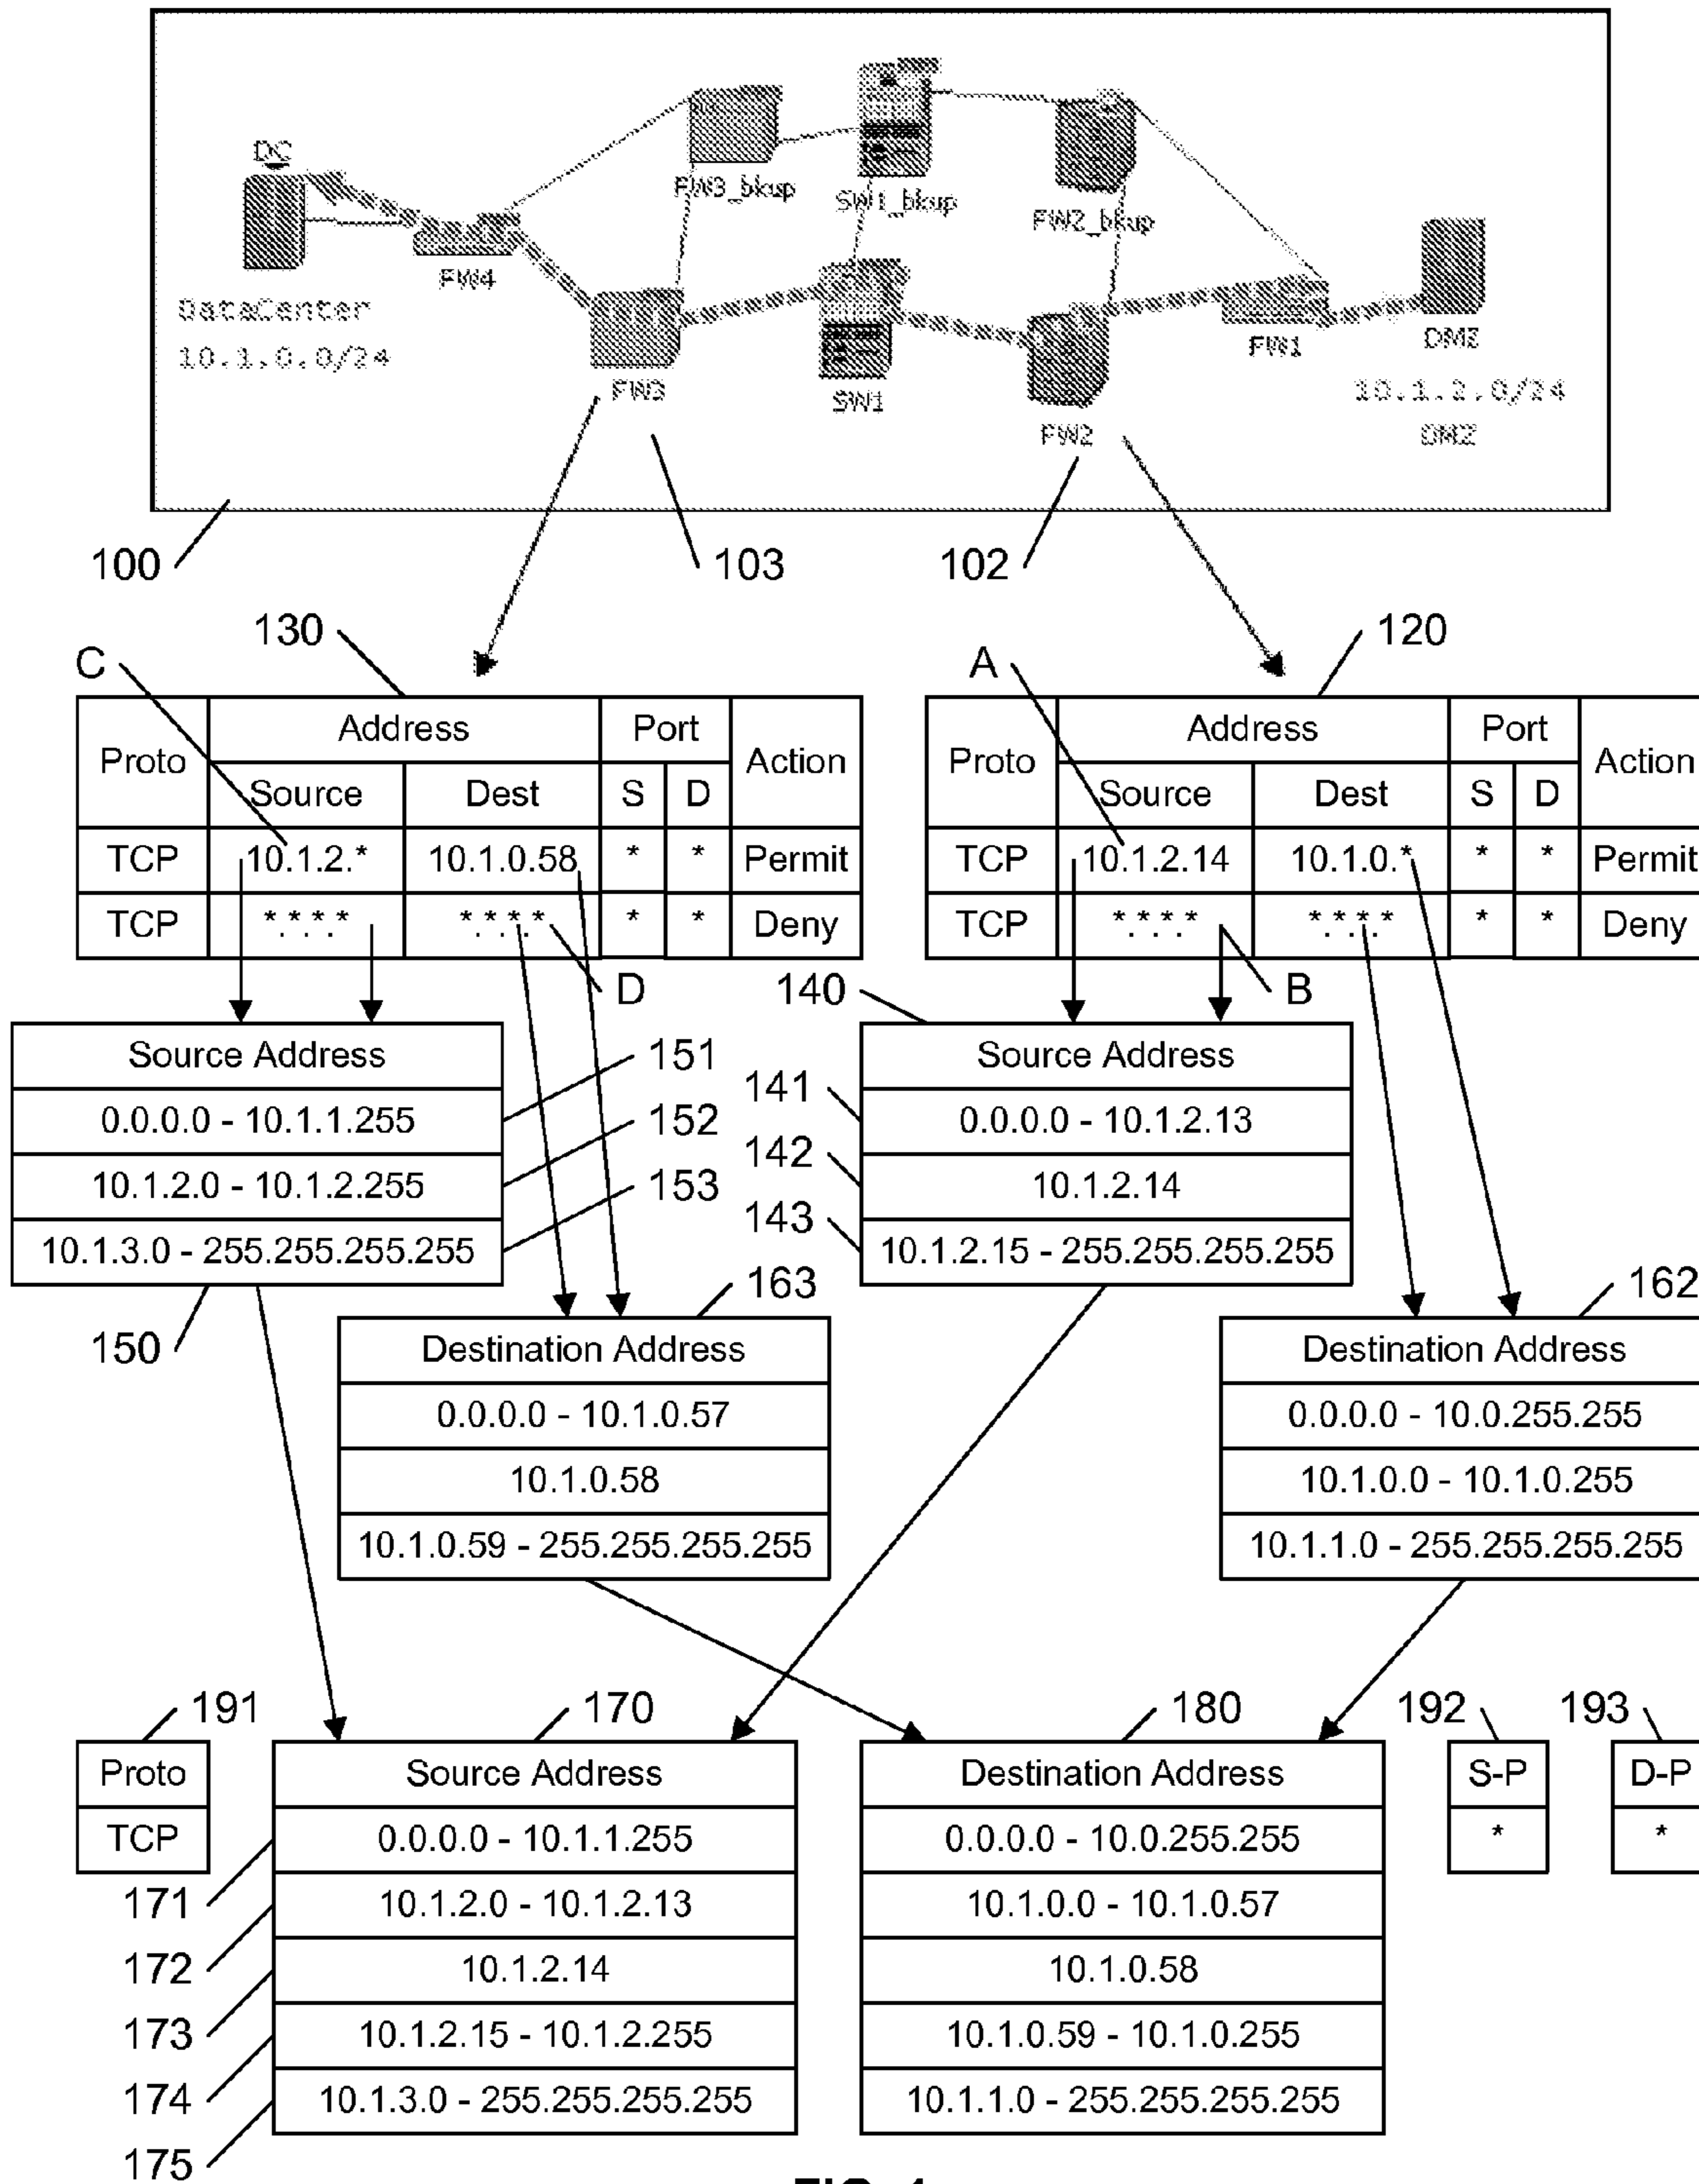 DC
FW3_bkup
SW1_bkup
FW2_bkup
FW4
DataCenter
10.1.0.0/24
FW3
SW1
FW2
FW1
DMZ
10.1.2.0/24
DMZ
100
103
102
130
120
C
A
Proto Address Port Action
Source Dest S D
TCP 10.1.2.* 10.1.0.58 * * Permit
TCP *.*.*.* *.*.*.* * * Deny
Proto Address Port Action
Source Dest S D
TCP 10.1.2.14 10.1.0.* * * Permit
TCP *.*.*.* *.*.*.* * * Deny
D
140
B
Source Address
0.0.0.0 - 10.1.1.255
10.1.2.0 - 10.1.2.255
10.1.3.0 - 255.255.255.255
151
152
153
150
141
142
143
Source Address
0.0.0.0 - 10.1.2.13
10.1.2.14
10.1.2.15 - 255.255.255.255
163
Destination Address
0.0.0.0 - 10.1.0.57
10.1.0.58
10.1.0.59 - 255.255.255.255
162
Destination Address
0.0.0.0 - 10.0.255.255
10.1.0.0 - 10.1.0.255
10.1.1.0 - 255.255.255.255
191
Proto
TCP
170
Source Address
0.0.0.0 - 10.1.1.255
10.1.2.0 - 10.1.2.13
10.1.2.14
10.1.2.15 - 10.1.2.255
10.1.3.0 - 255.255.255.255
171
172
173
174
175
180
Destination Address
0.0.0.0 - 10.0.255.255
10.1.0.0 - 10.1.0.57
10.1.0.58
10.1.0.59 - 10.1.0.255
10.1.1.0 - 255.255.255.255
192
S-P
*
193
D-P
*